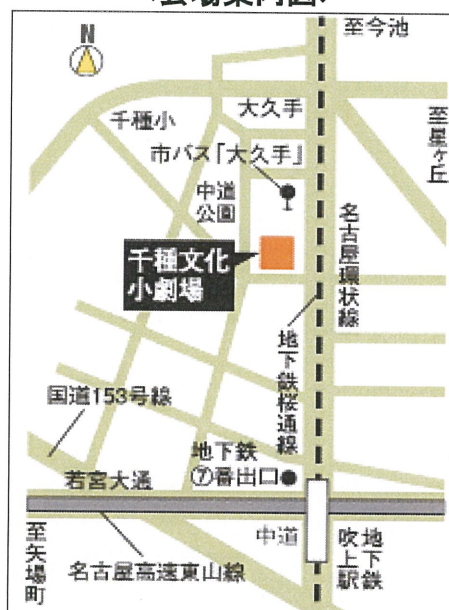 会場案内図
N
至今池
大久手
千種小
至星ヶ丘
市バス「大久手」
中道
公園
千種文化
小劇場
名古屋環状線
地下鉄桜通線
国道153号線
地下鉄
⑦番出口
若宮大通
至矢場町
中道
地下鉄
吹上駅
名古屋高速東山線